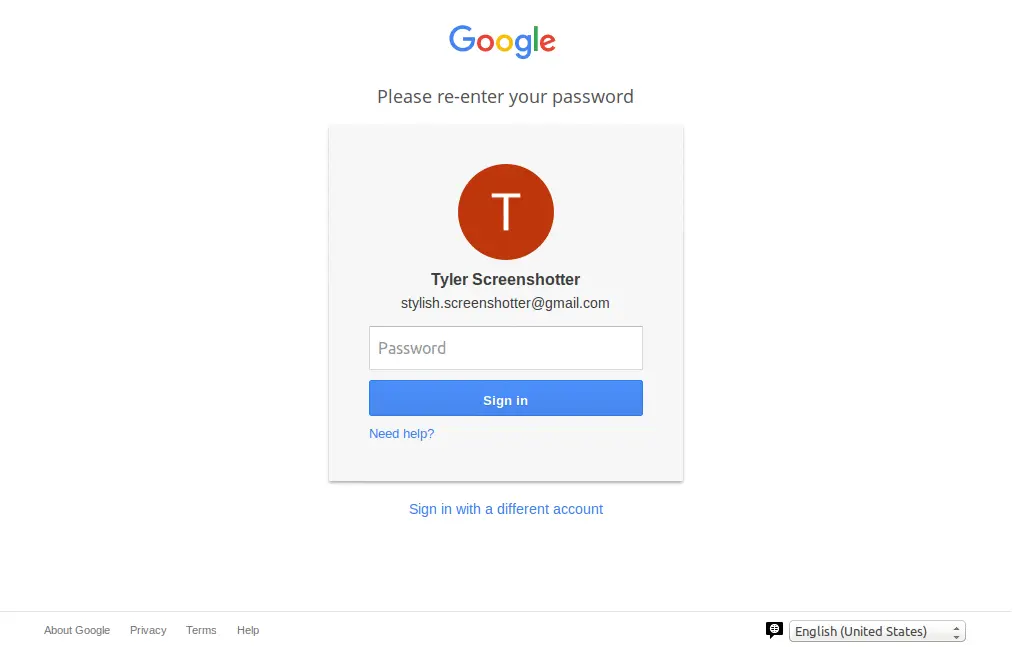 Google
Please re-enter your password
T
Tyler Screenshotter
stylish.screenshotter@gmail.com
Password
Sign in
Need help?
Sign in with a different account
About Google Privacy Terms Help English (United States)